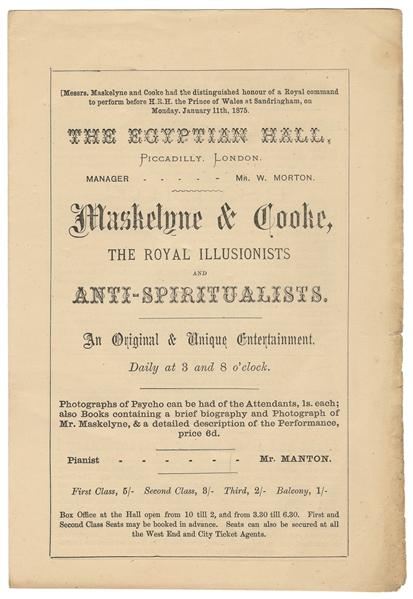 [Messrs. Maskelyne and Cooke had the distinguished honour of a Royal command
to perform before H.R.H. the Prince of Wales at Sandringham, on
Monday. January 11th, 1875.
THE EGYPTIAN HALL,
PICCADILLY. LONDON.
MANAGER - - - - - MR. W. MORTON.
Maskelyne & Cooke,
THE ROYAL ILLUSIONISTS
AND
ANTI-SPIRITUALISTS.
An Original & Unique Entertainment.
Daily at 3 and 8 o'clock.
Photographs of Psycho can be had of the Attendants, 1s. each;
also Books containing a brief biography and Photograph of
Mr. Maskelyne, & a detailed description of the Performance,
price 6d.
Pianist - - - - - - Mr. MANTON.
First Class, 5/- Second Class, 3/- Third, 2/- Balcony, 1/-
Box Office at the Hall open from 10 till 2, and from 3.30 till 6.30. First and
Second Class Seats may be booked in advance. Seats can also be secured at all
the West End and City Ticket Agents.